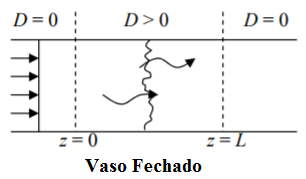 D = 0 D > 0 D = 0
z = 0 z = L
Vaso Fechado